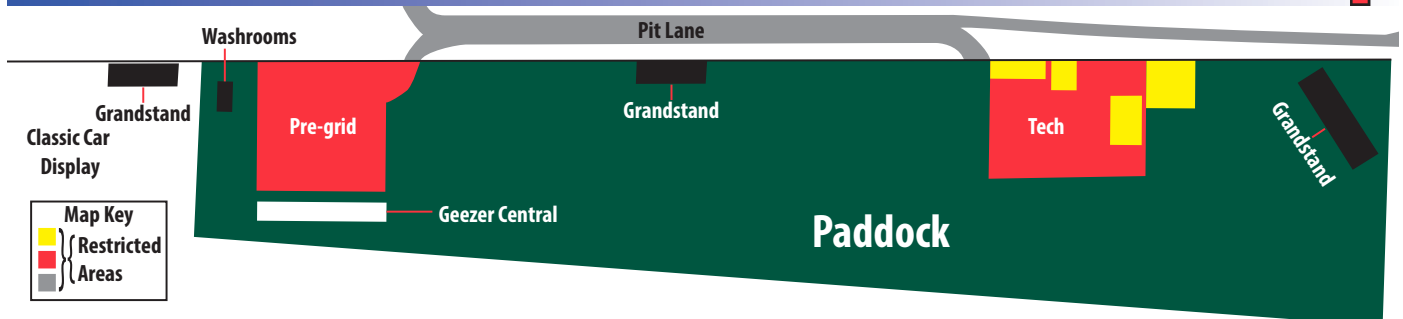 Pit Lane
Washrooms
Grandstand
Classic Car
Display
Pre-grid
Grandstand
Tech
Grandstand
Geezer Central
Paddock
Map Key
Restricted
Areas